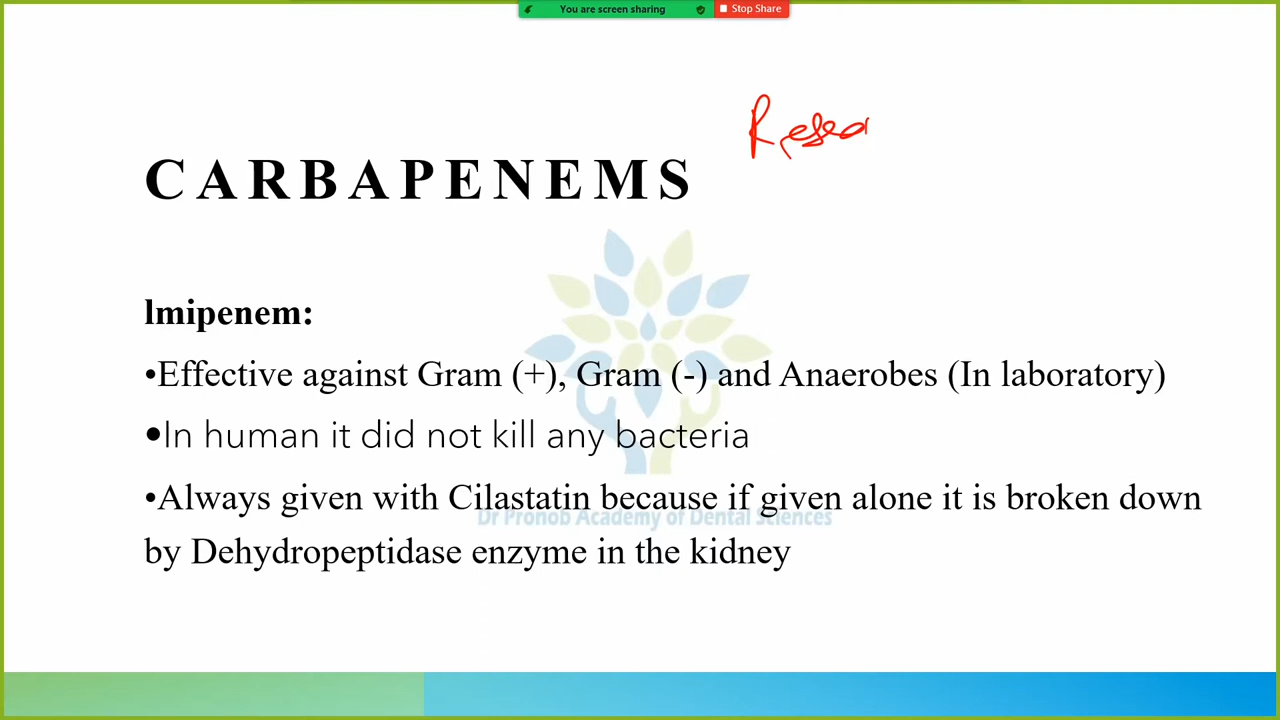 You are screen sharing
Stop Share
Resea
CARBAPENEMS
lmipenem:
•Effective against Gram (+), Gram (-) and Anaerobes (In laboratory)
•In human it did not kill any bacteria
•Always given with Cilastatin because if given alone it is broken down
by Dehydropeptidase enzyme in the kidney
Dr Pronob Academy of Dental Sciences